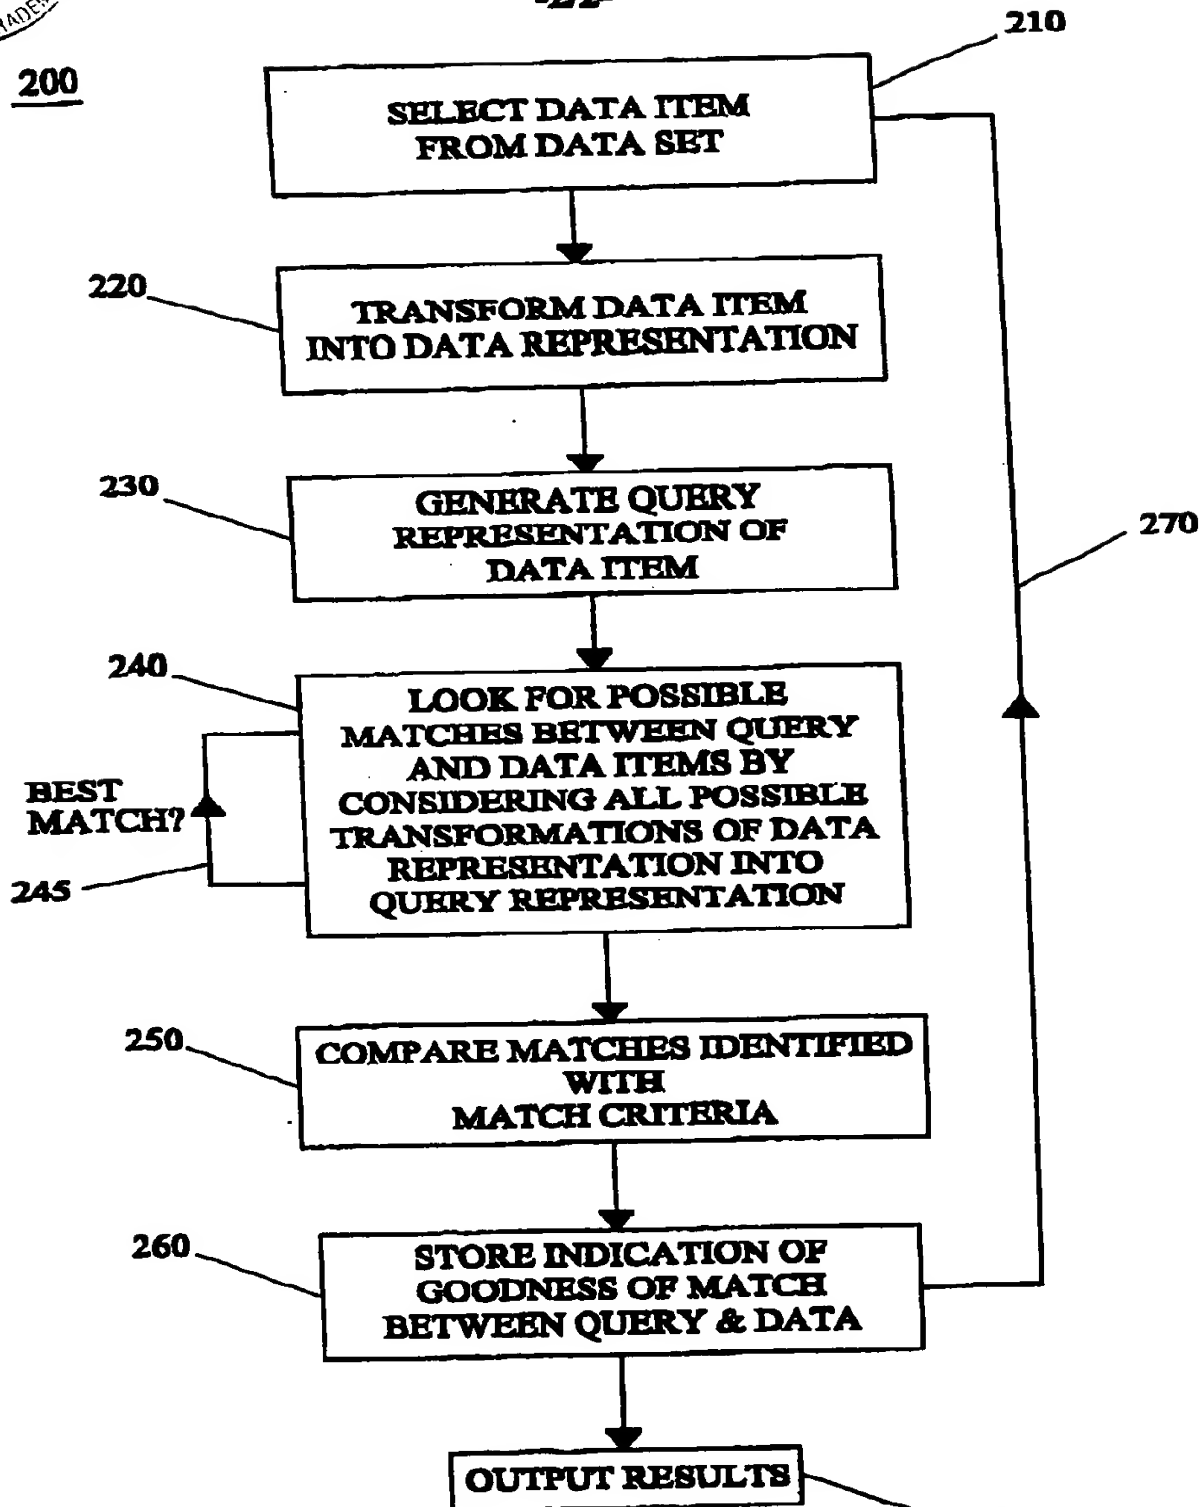 210
200
SELECT DATA ITEM
FROM DATA SET
220
TRANSFORM DATA ITEM
INTO DATA REPRESENTATION
230
GENERATE QUERY
REPRESENTATION OF
DATA ITEM
270
240
LOOK FOR POSSIBLE
MATCHES BETWEEN QUERY
AND DATA ITEMS BY
CONSIDERING ALL POSSIBLE
TRANSFORMATIONS OF DATA
REPRESENTATION INTO
QUERY REPRESENTATION
BEST
MATCH?
245
250
COMPARE MATCHES IDENTIFIED
WITH
MATCH CRITERIA
260
STORE INDICATION OF
GOODNESS OF MATCH
BETWEEN QUERY & DATA
OUTPUT RESULTS